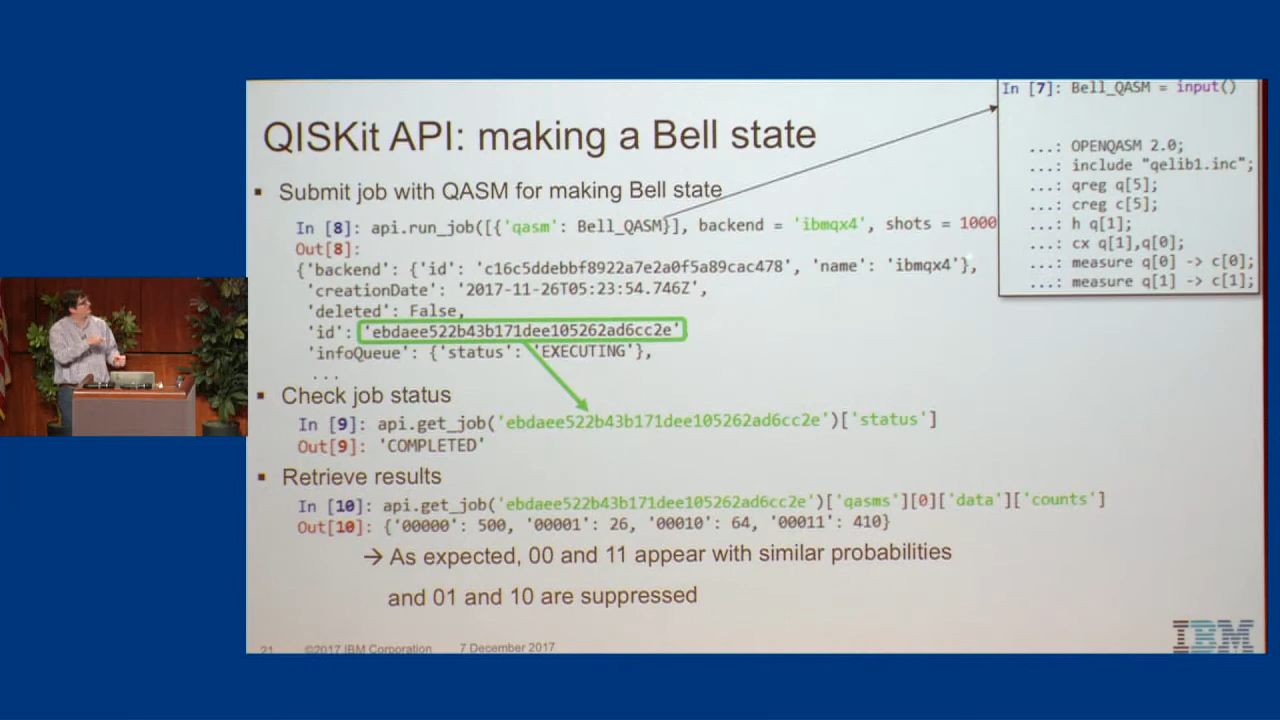 QISKit API: making a Bell state
▪ Submit job with QASM for making Bell state
In [8]: api.run_job([{'qasm': Bell_QASM}], backend = 'ibmqx4', shots = 1000
Out[8]:
{'backend': {'id': 'c16c5ddebbf8922a7e2a0f5a89cac478', 'name': 'ibmqx4'},
'creationDate': '2017-11-26T05:23:54.746Z',
'deleted': False,
'id': 'ebdaee522b43b171dee105262ad6cc2e'
'infoQueue': {'status': 'EXECUTING'},
...
▪ Check job status
In [9]: api.get_job('ebdaee522b43b171dee105262ad6cc2e')['status']
Out[9]: 'COMPLETED'
▪ Retrieve results
In [10]: api.get_job('ebdaee522b43b171dee105262ad6cc2e')['qasms'][0]['data']['counts']
Out[10]: {'00000': 500, '00001': 26, '00010': 64, '00011': 410}
→ As expected, 00 and 11 appear with similar probabilities
and 01 and 10 are suppressed
In [7]: Bell_QASM = input()
...: OPENQASM 2.0;
...: include "qelib1.inc";
...: qreg q[5];
...: creg c[5];
...: h q[1];
...: cx q[1],q[0];
...: measure q[0] -> c[0];
...: measure q[1] -> c[1];
21 ©2017 IBM Corporation 7 December 2017
IBM